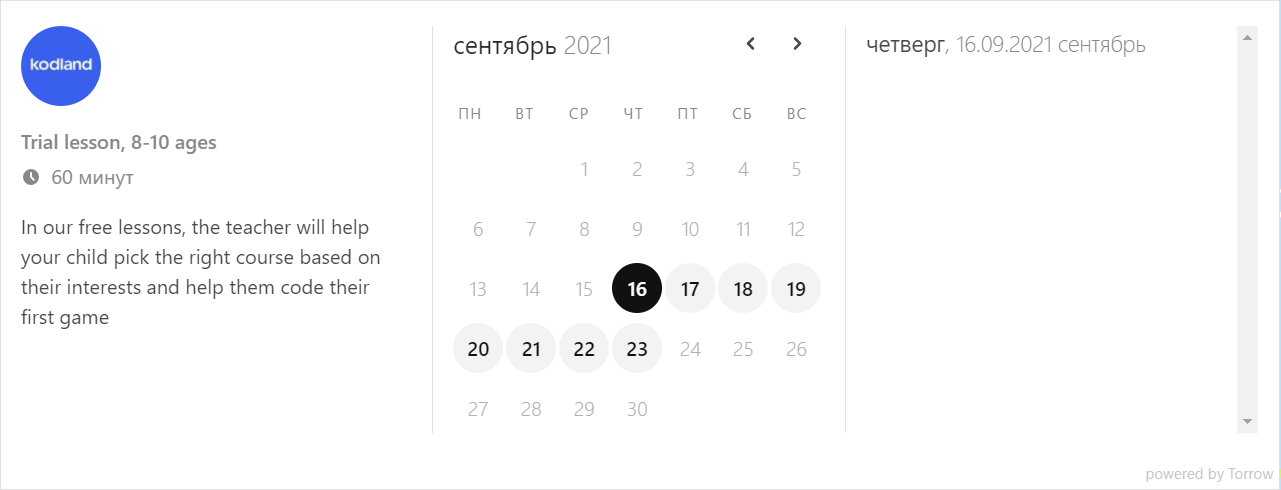 kodland
Trial lesson, 8-10 ages
60 минут
In our free lessons, the teacher will help
your child pick the right course based on
their interests and help them code their
first game
сентябрь 2021
ПН ВТ СР ЧТ ПТ СБ ВС
1 2 3 4 5
6 7 8 9 10 11 12
13 14 15 16 17 18 19
20 21 22 23 24 25 26
27 28 29 30
четверг, 16.09.2021 сентябрь
powered by Torrow